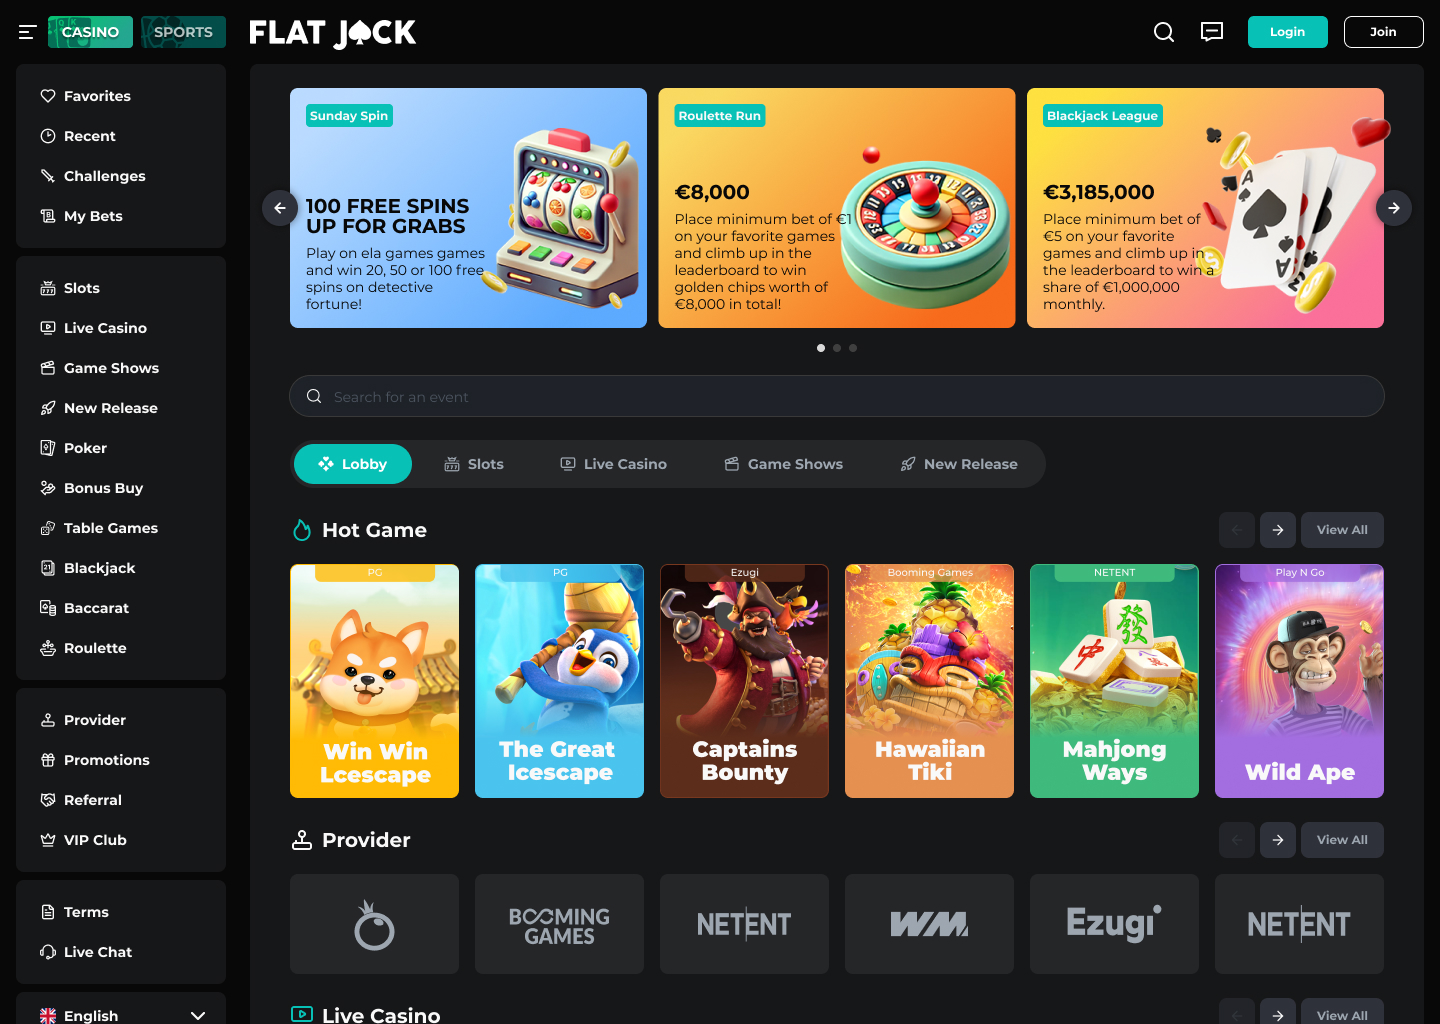 CASINO
SPORTS
FLAT JACK
Login
Join
Favorites
Recent
Challenges
My Bets
Slots
Live Casino
Game Shows
New Release
Poker
Bonus Buy
Table Games
Blackjack
Baccarat
Roulette
Provider
Promotions
Referral
VIP Club
Terms
Live Chat
English
Sunday Spin
100 FREE SPINS
UP FOR GRABS
Play on ela games games
and win 20, 50 or 100 free
spins on detective
fortune!
Roulette Run
€8,000
Place minimum bet of €1
on your favorite games
and climb up in the
leaderboard to win
golden chips worth of
€8,000 in total!
Blackjack League
€3,185,000
Place minimum bet of
€5 on your favorite
games and climb up in
the leaderboard to win a
share of €1,000,000
monthly.
Search for an event
Lobby
Slots
Live Casino
Game Shows
New Release
Hot Game
View All
PG
Win Win
Lcescape
PG
The Great
Icescape
Ezugi
Captains
Bounty
Booming Games
Hawaiian
Tiki
NETENT
Mahjong
Ways
Play N Go
Wild Ape
Provider
View All
BOOMING
GAMES
NETENT
WM
Ezugi
NETENT
Live Casino
View All